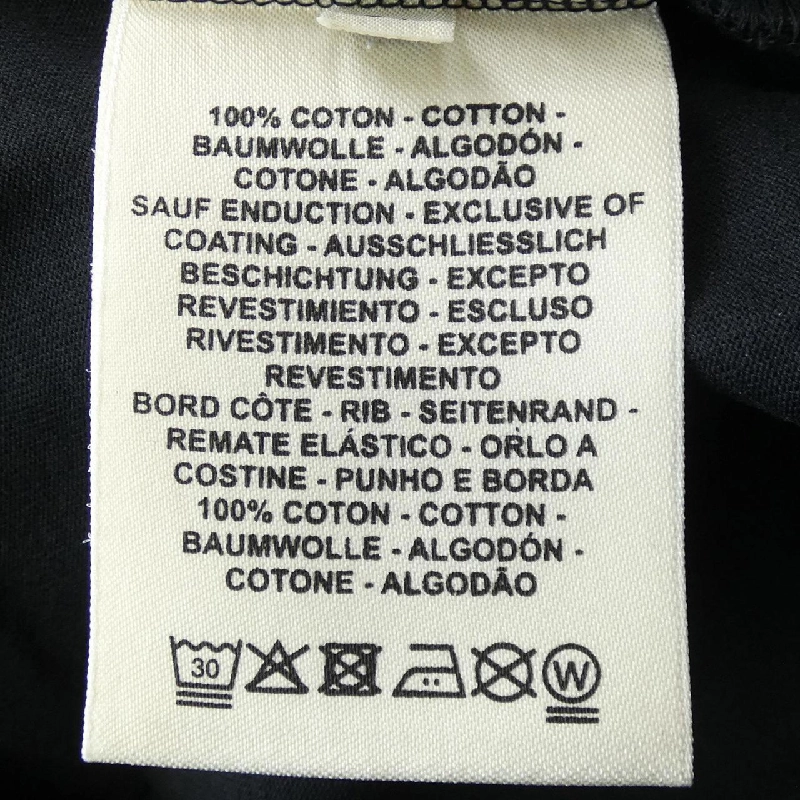 100% COTON - COTTON -
BAUMWOLLE - ALGODÓN -
COTONE - ALGODÃO
SAUF ENDUCTION - EXCLUSIVE OF
COATING - AUSSCHLIESSLICH
BESCHICHTUNG - EXCEPTO
REVESTIMIENTO - ESCLUSO
RIVESTIMENTO - EXCEPTO
REVESTIMENTO
BORD CÔTE - RIB - SEITENRAND -
REMATE ELÁSTICO - ORLO A
COSTINE - PUNHO E BORDA
100% COTON - COTTON -
BAUMWOLLE - ALGODÓN -
COTONE - ALGODÃO
30 W